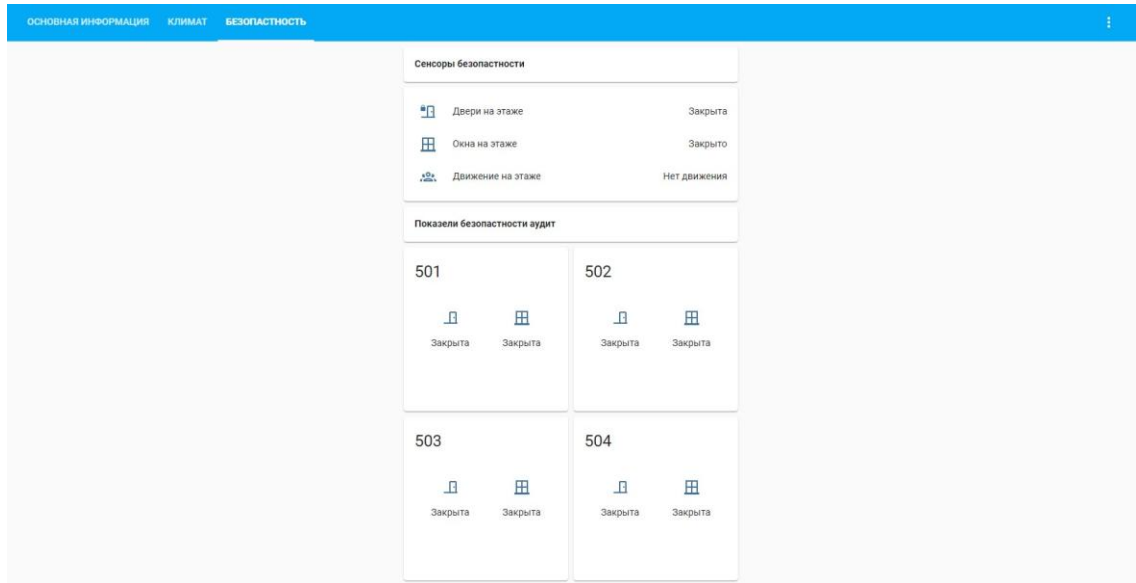 ОСНОВНАЯ ИНФОРМАЦИЯ КЛИМАТ БЕЗОПАСТНОСТЬ
Сенсоры безопастности
Двери на этаже Закрыта
Окна на этаже Закрыто
Движение на этаже Нет движения
Показели безопастности аудит
501 502
Закрыта Закрыта Закрыта Закрыта
503 504
Закрыта Закрыта Закрыта Закрыта